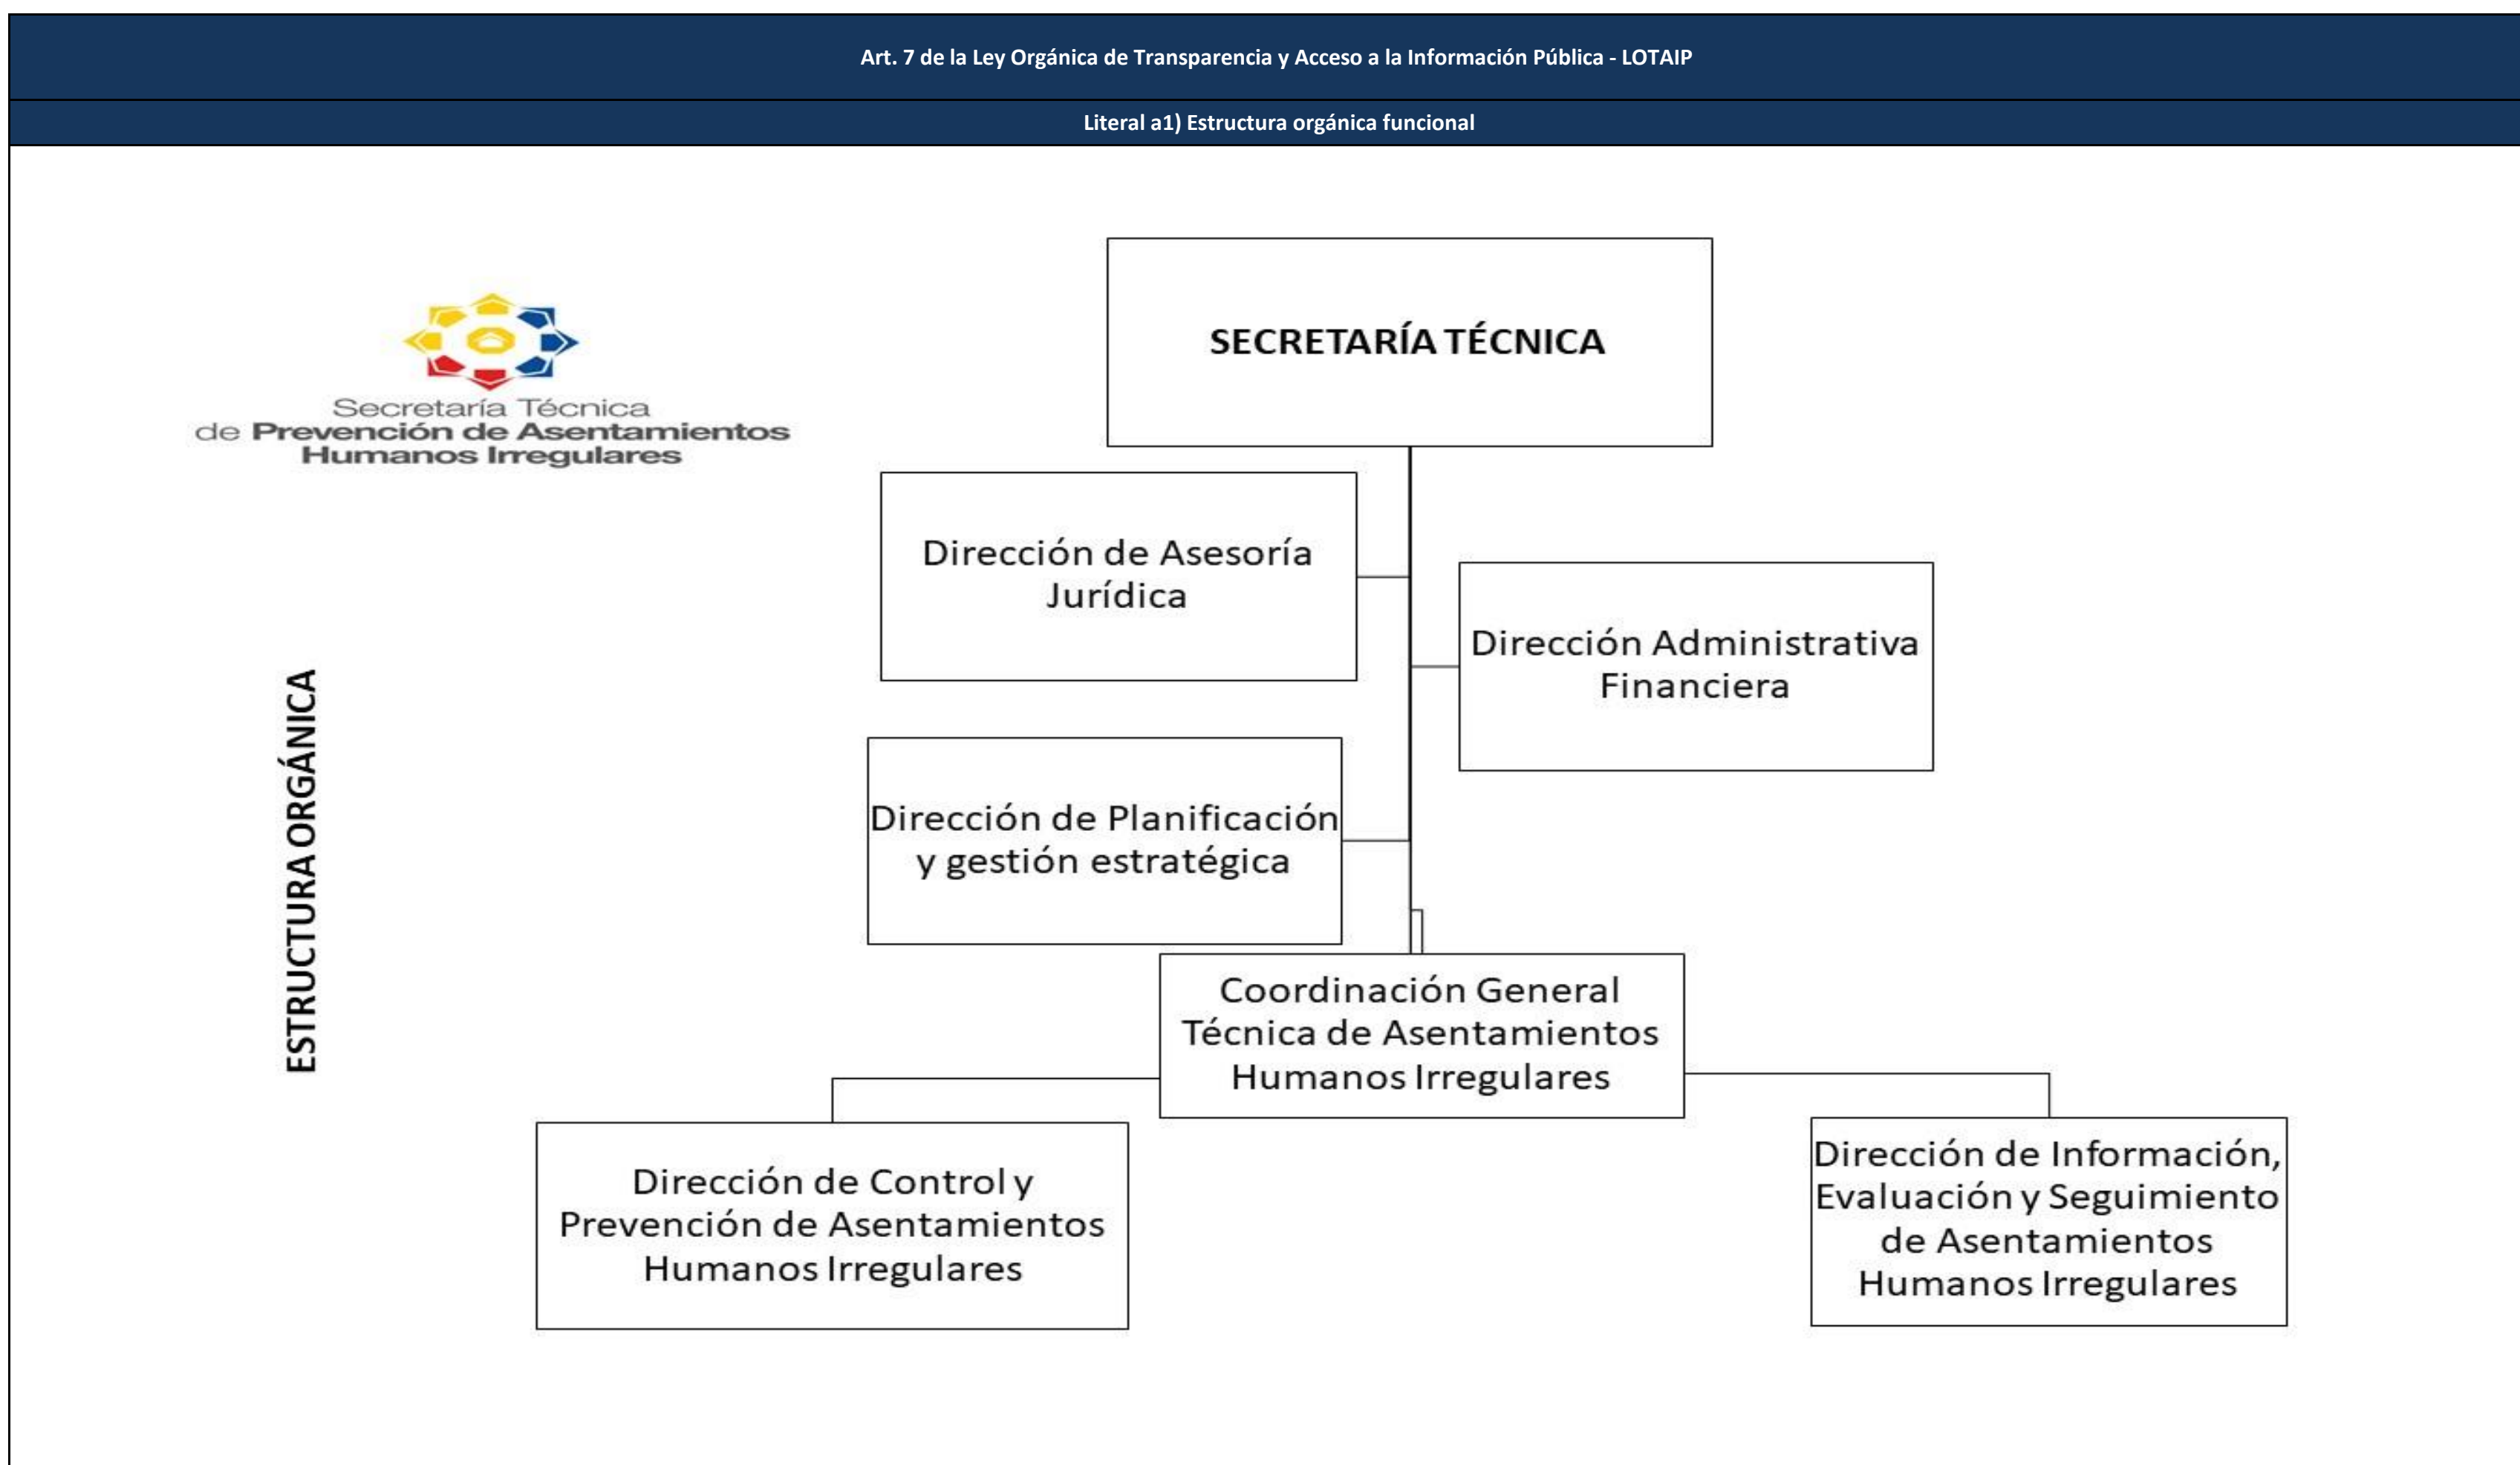 Art. 7 de la Ley Orgánica de Transparencia y Acceso a la Información Pública - LOTAIP
Literal a1) Estructura orgánica funcional
Secretaría Técnica
de Prevención de Asentamientos
Humanos Irregulares
ESTRUCTURA ORGÁNICA
SECRETARÍA TÉCNICA
Dirección de Asesoría
Jurídica
Dirección Administrativa
Financiera
Dirección de Planificación
y gestión estratégica
Coordinación General
Técnica de Asentamientos
Humanos Irregulares
Dirección de Control y
Prevención de Asentamientos
Humanos Irregulares
Dirección de Información,
Evaluación y Seguimiento
de Asentamientos
Humanos Irregulares